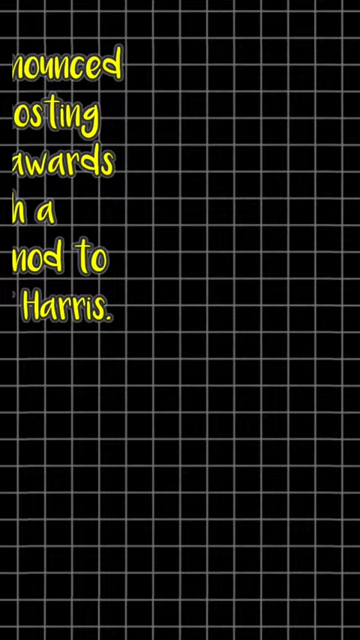 nounced
osting
awards
h a
nod to
Harris.